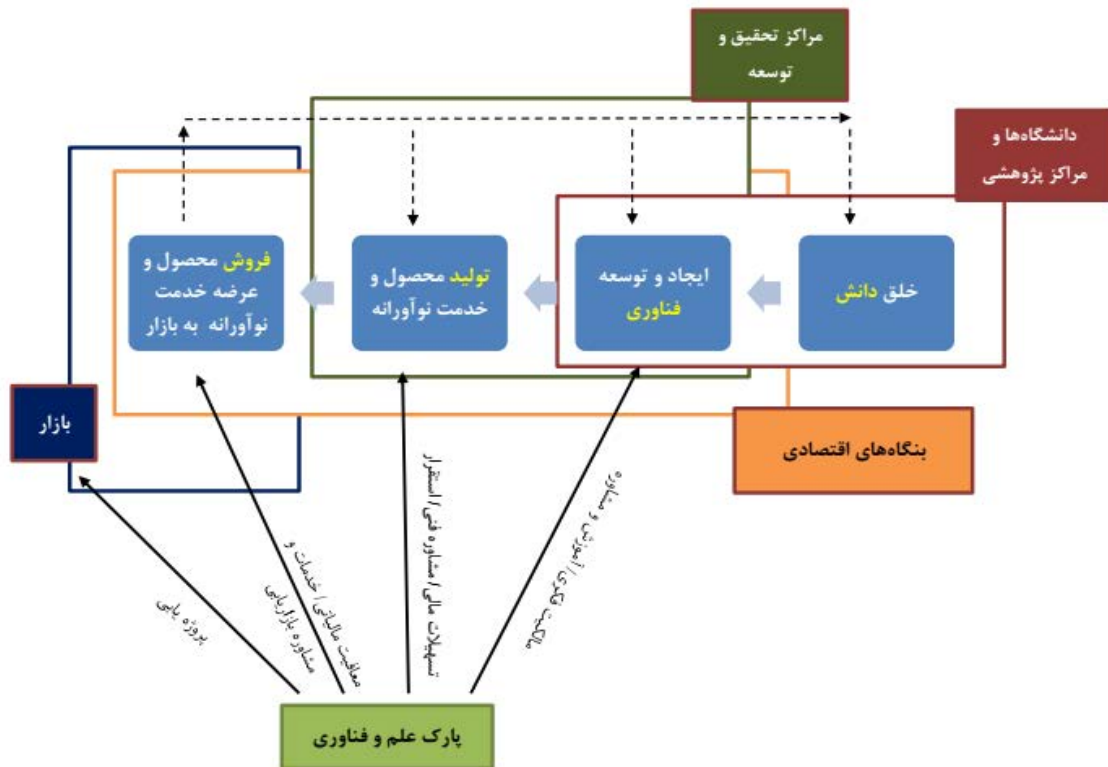 مراکز تحقیق و
توسعه
دانشگاه‌ها و
مراکز پژوهشی
خلق دانش
ایجاد و توسعه
فناوری
تولید محصول و
خدمت نوآورانه
فروش محصول و
عرضه خدمت
نوآورانه به بازار
بازار
بنگاه‌های اقتصادی
مالکیت فکری/ آموزش و مشاوره
تسهیلات مالی/ مشاوره فنی/ استقرار
معافیت مالیاتی/ خدمات و
مشاوره بازاریابی
پروژه یابی
پارک علم و فناوری